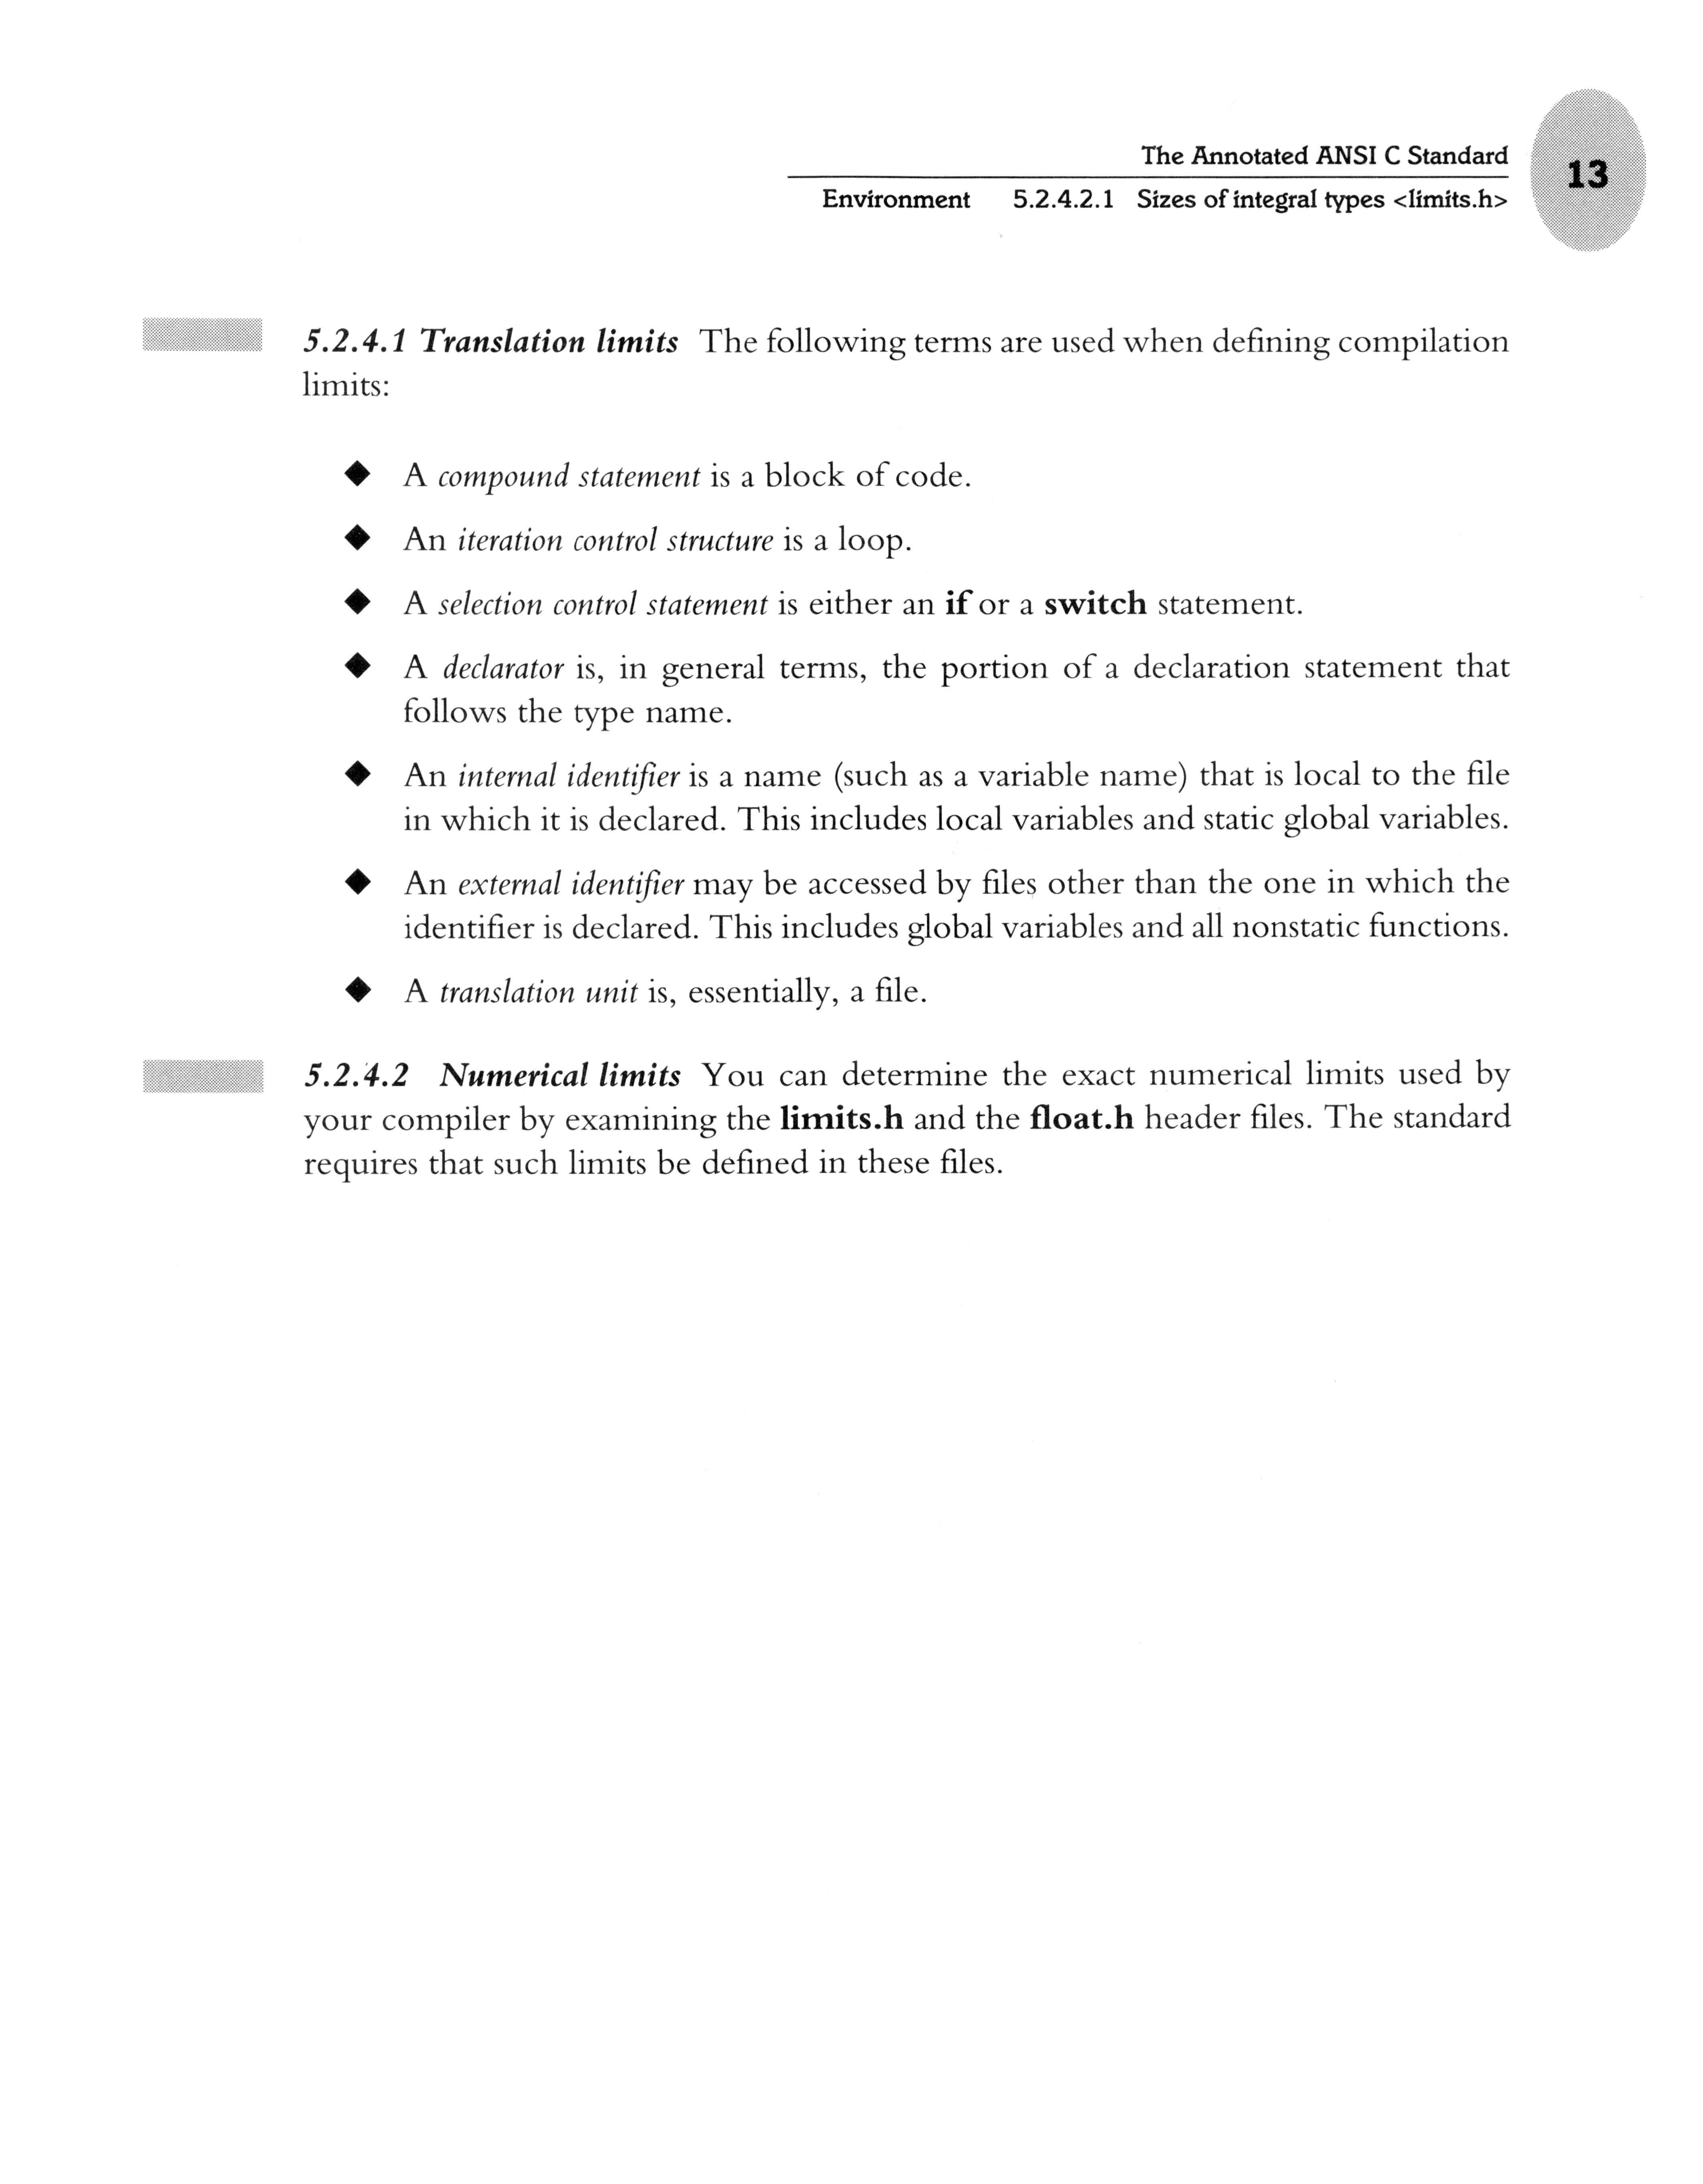 The Annotated ANSI C Standard
13
Environment 5.2.4.2.1 Sizes of integral types <limits.h>
5.2.4.1 Translation limits The following terms are used when defining compilation
limits:
◆ A compound statement is a block of code.
◆ An iteration control structure is a loop.
◆ A selection control statement is either an if or a switch statement.
◆ A declarator is, in general terms, the portion of a declaration statement that
follows the type name.
◆ An internal identifier is a name (such as a variable name) that is local to the file
in which it is declared. This includes local variables and static global variables.
◆ An external identifier may be accessed by files other than the one in which the
identifier is declared. This includes global variables and all nonstatic functions.
◆ A translation unit is, essentially, a file.
5.2.4.2 Numerical limits You can determine the exact numerical limits used by
your compiler by examining the limits.h and the float.h header files. The standard
requires that such limits be defined in these files.